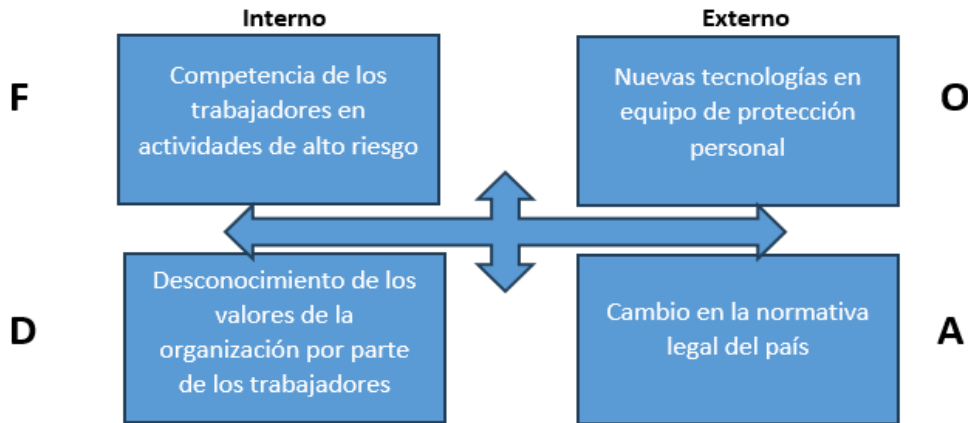 Interno
Externo
F
Competencia de los
trabajadores en
actividades de alto riesgo
Nuevas tecnologías en
equipo de protección
personal
O
D
Desconocimiento de los
valores de la
organización por parte
de los trabajadores
Cambio en la normativa
legal del país
A